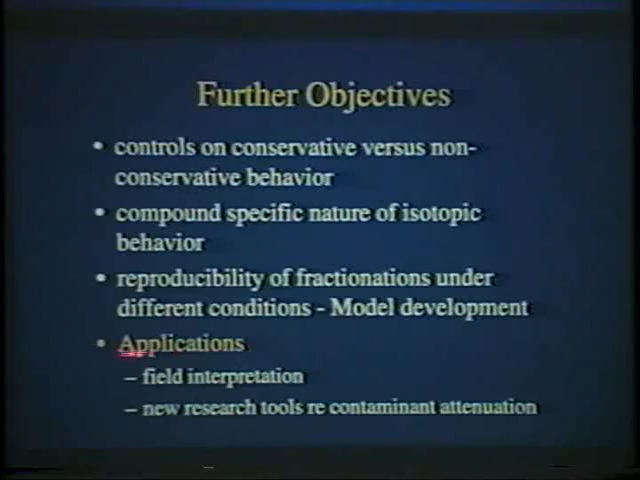 Further Objectives
• controls on conservative versus non-
conservative behavior
• compound specific nature of isotopic
behavior
• reproducibility of fractionations under
different conditions - Model development
• Applications
– field interpretation
– new research tools re contaminant attenuation